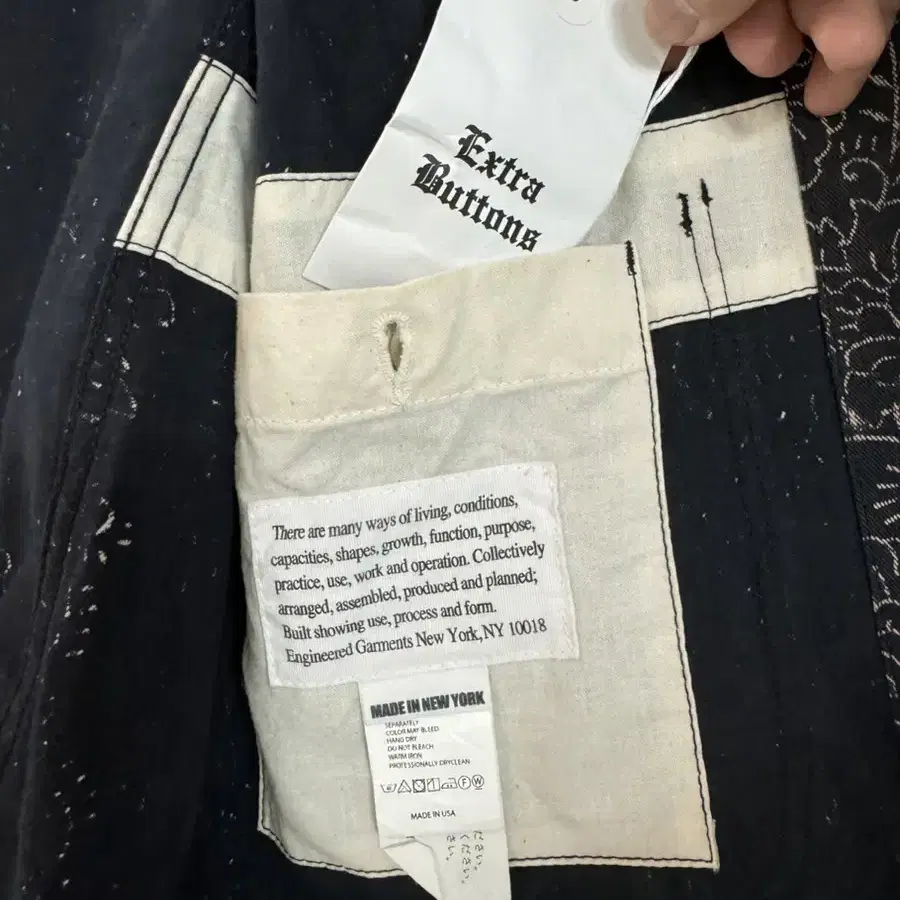 Extra
Buttons
There are many ways of living, conditions,
capacities, shapes, growth, function, purpose,
practice, use, work and operation. Collectively
arranged, assembled, produced and planned;
Built showing use, process and form.
Engineered Garments New York, NY 10018
MADE IN NEW YORK
SEPARATELY
COLOR MAY BLEED
HANG DRY
DO NOT BLEACH
WARM IRON
PROFESSIONALLY DRYCLEAN
F W
MADE IN USA